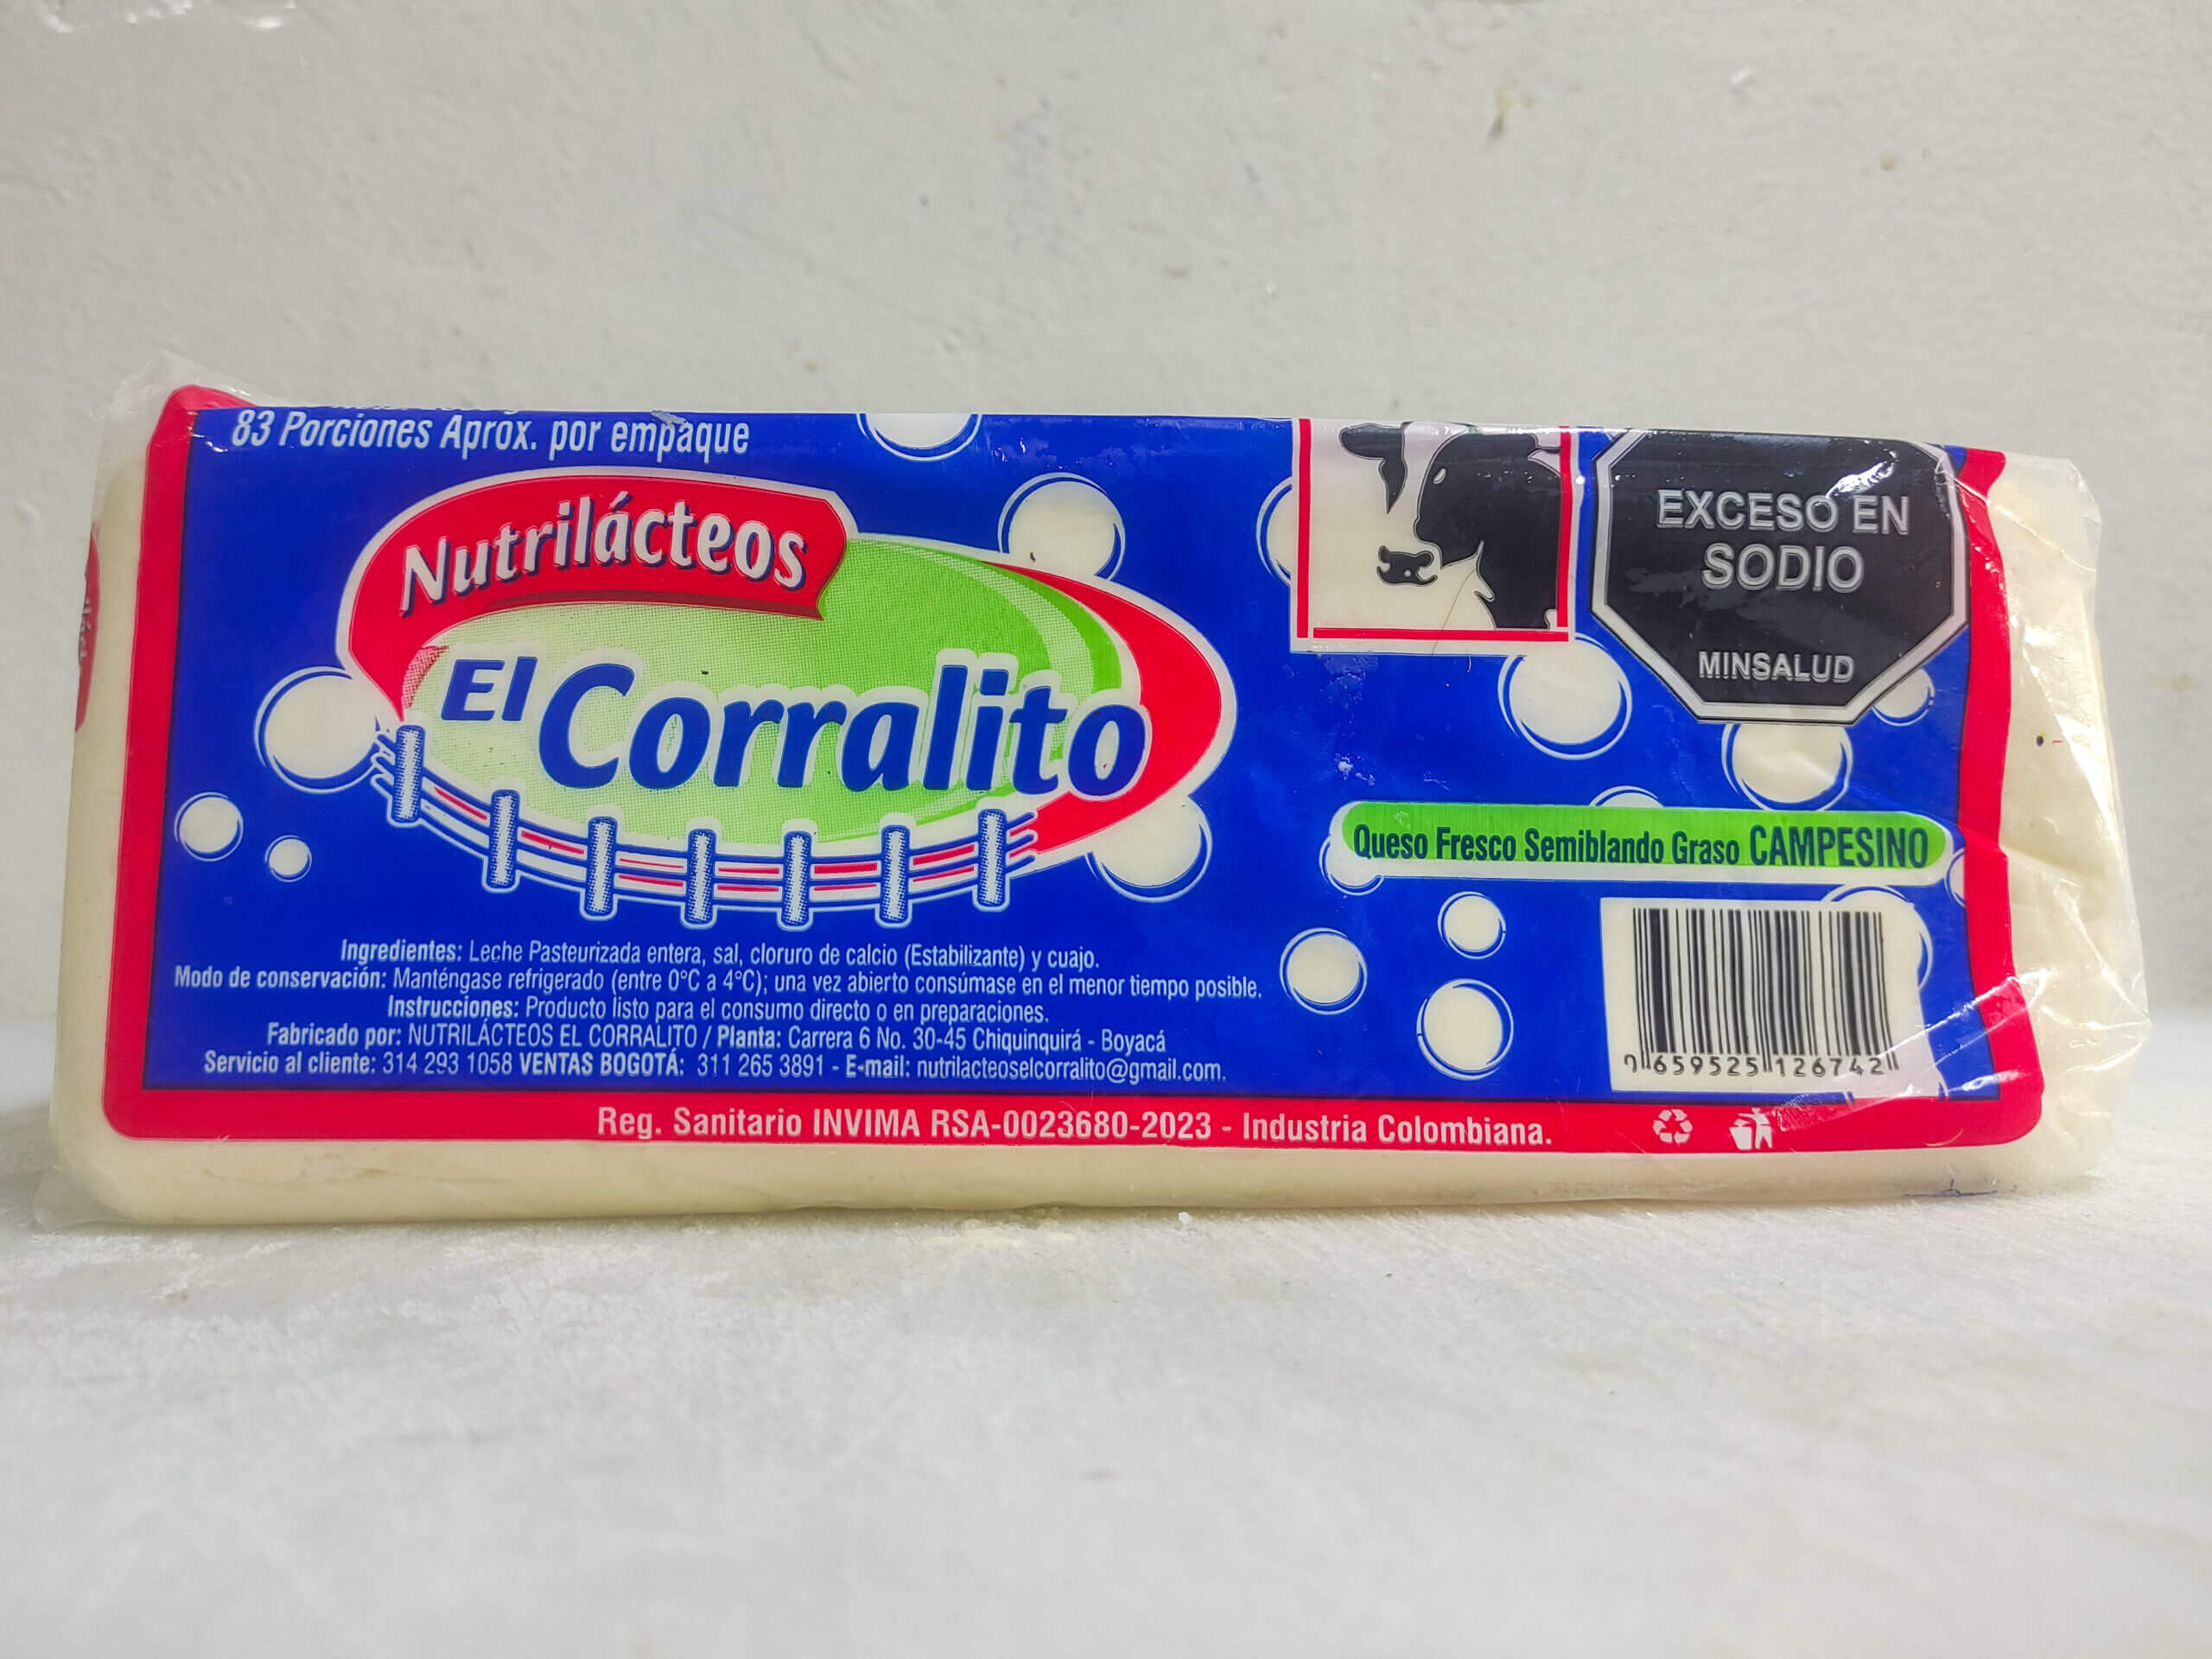 83 Porciones Aprox. por empaque
Nutrilácteos
El Corralito
EXCESO EN
SODIO
MINSALUD
Queso Fresco Semiblando Graso CAMPESINO
Ingredientes: Leche Pasteurizada entera, sal, cloruro de calcio (Estabilizante) y cuajo.
Modo de conservación: Manténgase refrigerado (entre 0°C a 4°C); una vez abierto consúmase en el menor tiempo posible.
Instrucciones: Producto listo para el consumo directo o en preparaciones.
Fabricado por: NUTRILÁCTEOS EL CORRALITO / Planta: Carrera 6 No. 30-45 Chiquinquirá - Boyacá
Servicio al cliente: 314 293 1058 VENTAS BOGOTÁ: 311 265 3891 - E-mail: nutrilacteoselcorralito@gmail.com.
7 659525 126742
Reg. Sanitario INVIMA RSA-0023680-2023 - Industria Colombiana.